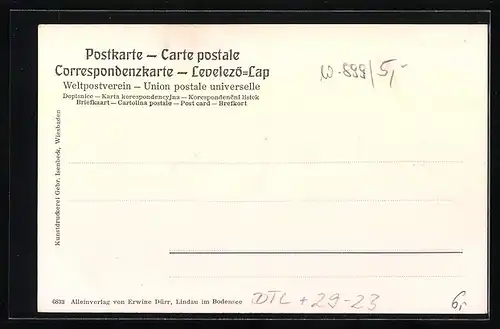 Postkarte – Carte postale
Correspondenzkarte – Levelező=Lap
Weltpostverein – Union postale universelle
Dopisnice – Karta korespondencyjna – Korespondenční lístek
Briefkaart – Cartolina postale – Post card – Brefkort
W-899/5,-
Kunstdruckerei Gebr. Isenbeck, Wiesbaden
6633 Alleinverlag von Erwine Dürr, Lindau im Bodensee
DTL + 29-23
6,-